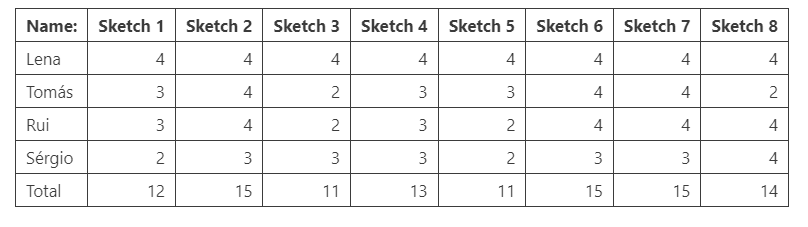 Name: Sketch 1 Sketch 2 Sketch 3 Sketch 4 Sketch 5 Sketch 6 Sketch 7 Sketch 8
Lena 4 4 4 4 4 4 4 4
Tomás 3 4 2 3 3 4 4 2
Rui 3 4 2 3 2 4 4 4
Sérgio 2 3 3 3 2 3 3 4
Total 12 15 11 13 11 15 15 14